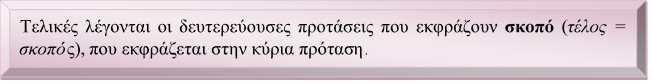 Τελικές λέγονται οι δευτερεύουσες προτάσεις που εκφράζουν σκοπό (τέλος =
σκοπός), που εκφράζεται στην κύρια πρόταση.